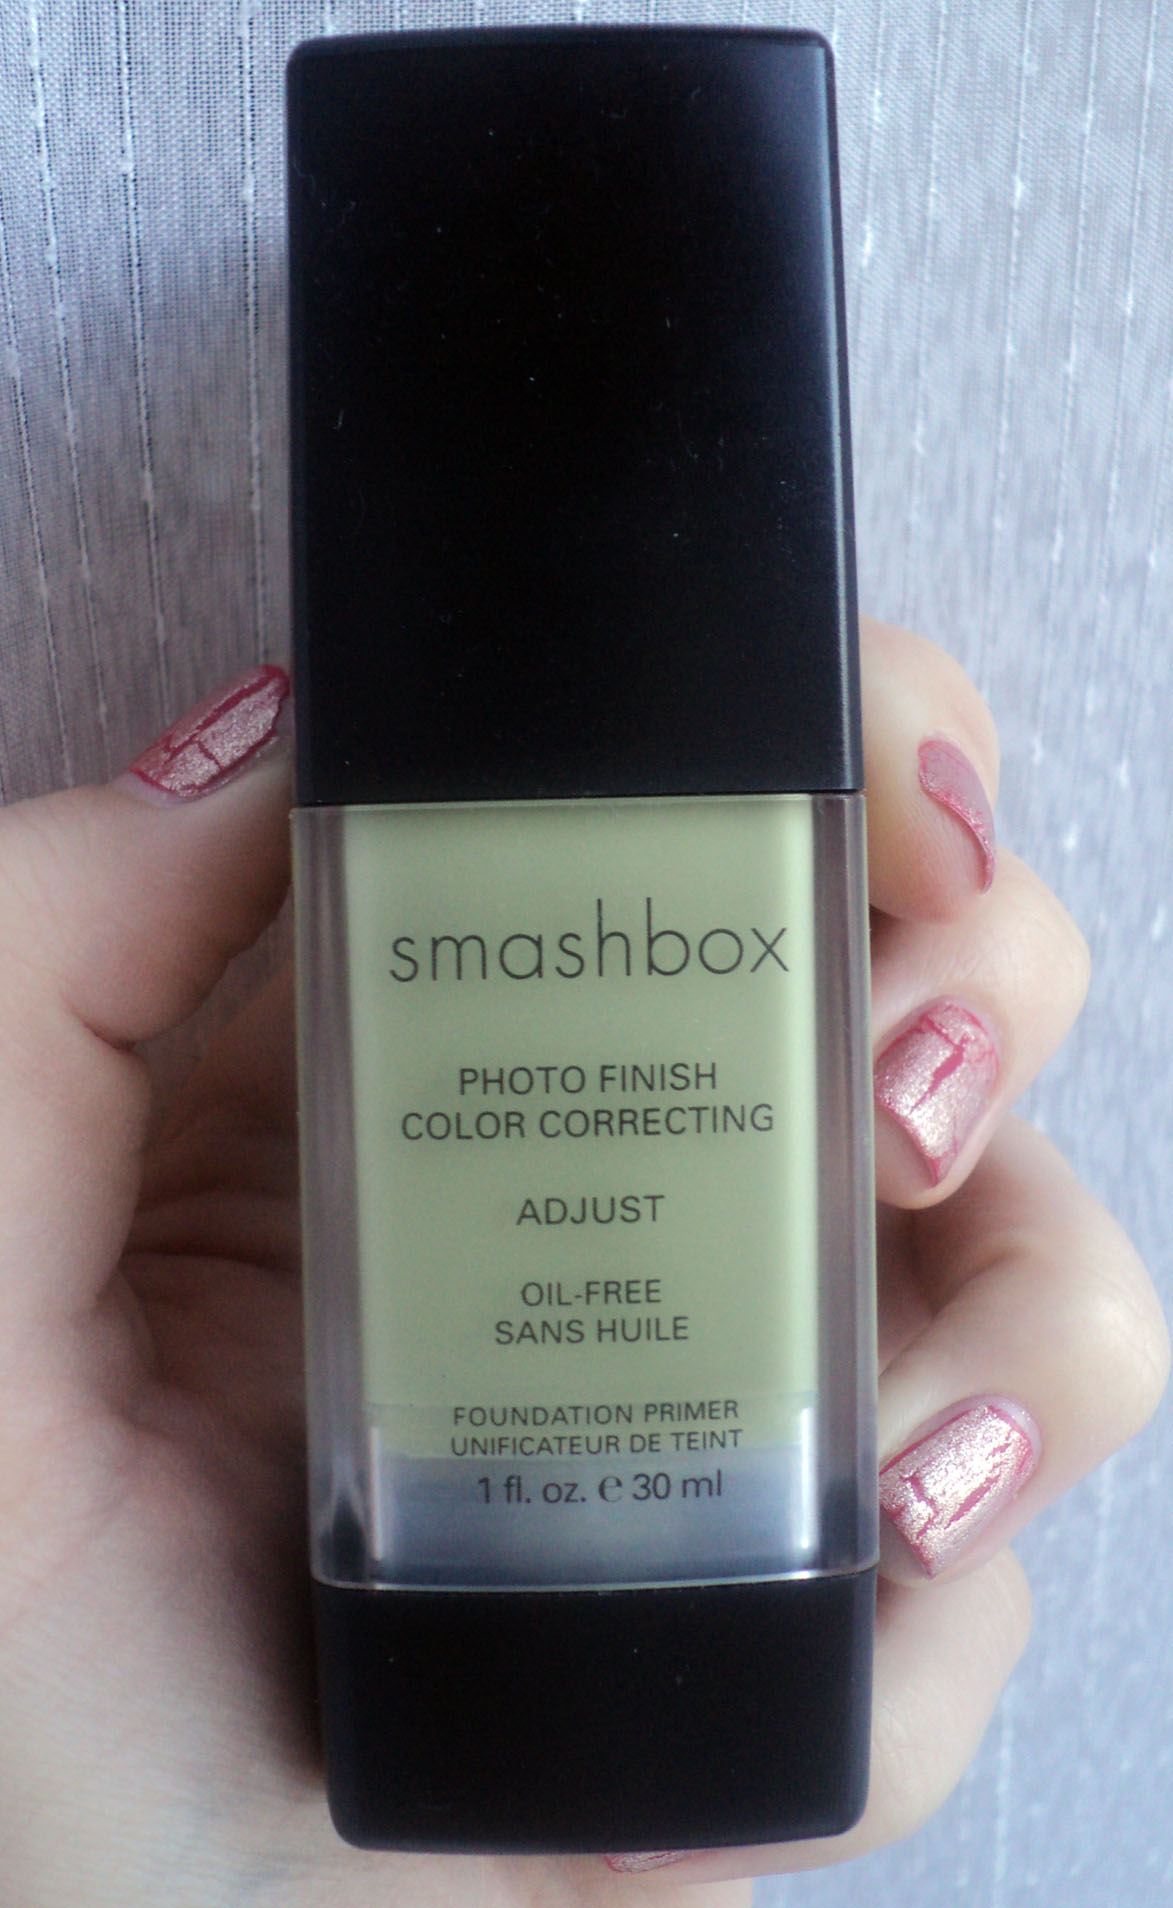 smashbox
PHOTO FINISH
COLOR CORRECTING
ADJUST
OIL-FREE
SANS HUILE
FOUNDATION PRIMER
UNIFICATEUR DE TEINT
1 fl. oz. ℮ 30 ml